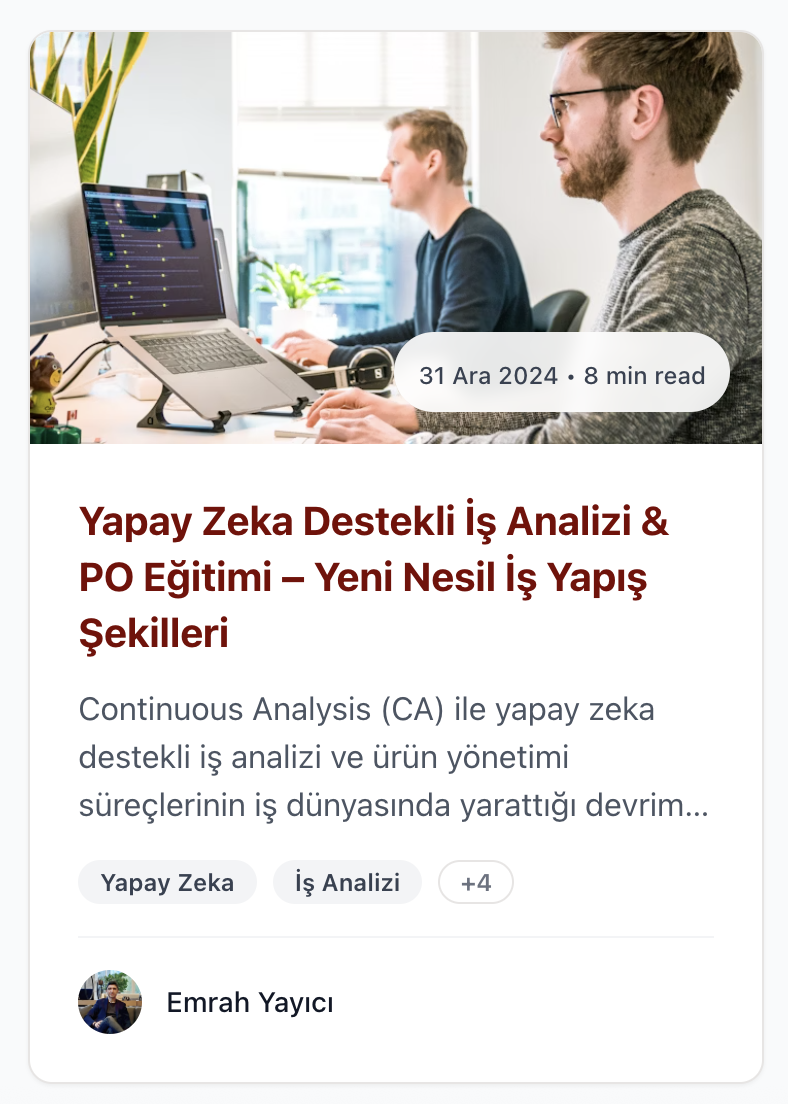 31 Ara 2024 • 8 min read
Yapay Zeka Destekli İş Analizi &
PO Eğitimi – Yeni Nesil İş Yapış
Şekilleri
Continuous Analysis (CA) ile yapay zeka
destekli iş analizi ve ürün yönetimi
süreçlerinin iş dünyasında yarattığı devrim...
Yapay Zeka İş Analizi +4
Emrah Yayıcı